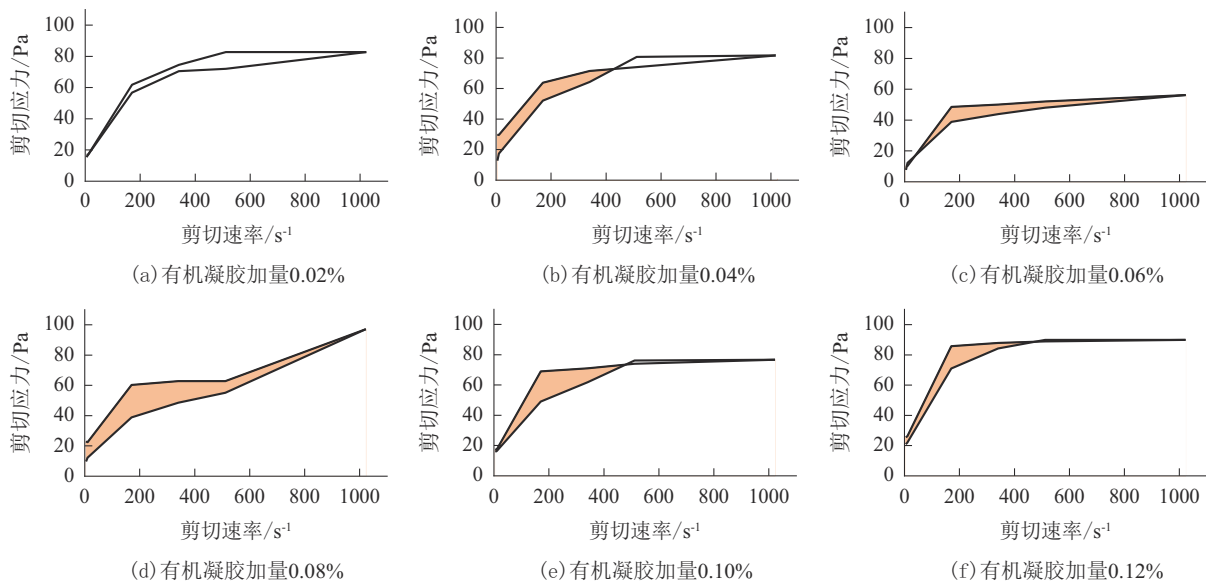 剪切应力/Pa
100
80
60
40
20
0
0 200 400 600 800 1000
剪切速率/s⁻¹
(a)有机凝胶加量0.02%
剪切应力/Pa
100
80
60
40
20
0
0 200 400 600 800 1000
剪切速率/s⁻¹
(b)有机凝胶加量0.04%
剪切应力/Pa
100
80
60
40
20
0
0 200 400 600 800 1000
剪切速率/s⁻¹
(c)有机凝胶加量0.06%
剪切应力/Pa
100
80
60
40
20
0
0 200 400 600 800 1000
剪切速率/s⁻¹
(d)有机凝胶加量0.08%
剪切应力/Pa
100
80
60
40
20
0
0 200 400 600 800 1000
剪切速率/s⁻¹
(e)有机凝胶加量0.10%
剪切应力/Pa
100
80
60
40
20
0
0 200 400 600 800 1000
剪切速率/s⁻¹
(f)有机凝胶加量0.12%